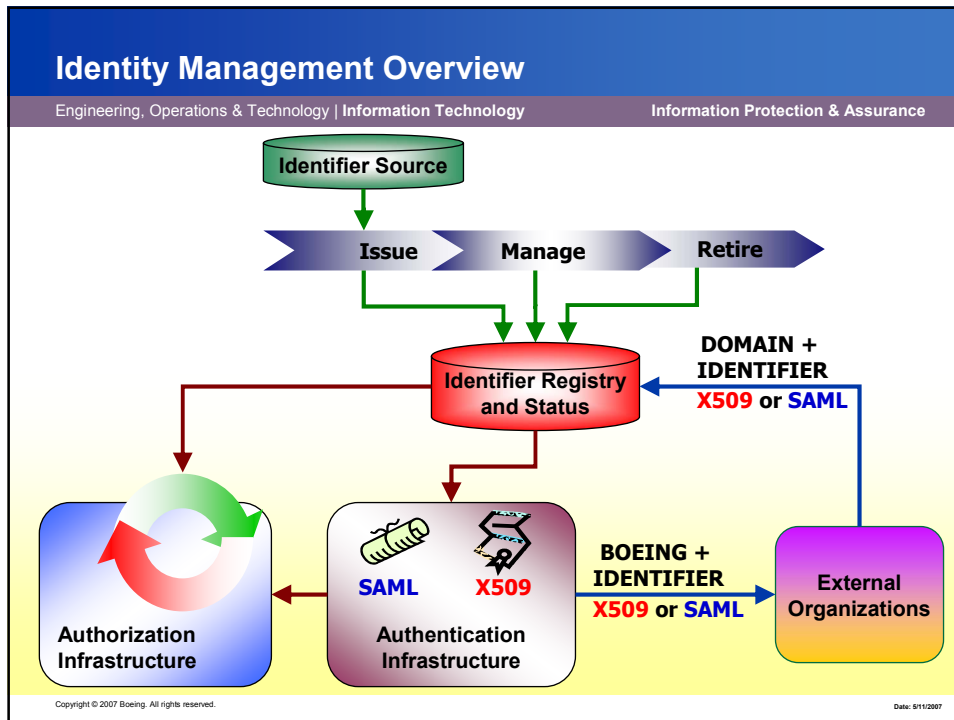 Identity Management Overview
Engineering, Operations & Technology | Information Technology
Information Protection & Assurance
Identifier Source
Issue
Manage
Retire
Identifier Registry
and Status
DOMAIN +
IDENTIFIER
X509 or SAML
SAML
X509
Authorization
Infrastructure
Authentication
Infrastructure
BOEING +
IDENTIFIER
X509 or SAML
External
Organizations
Copyright © 2007 Boeing. All rights reserved.
Date: 5/11/2007